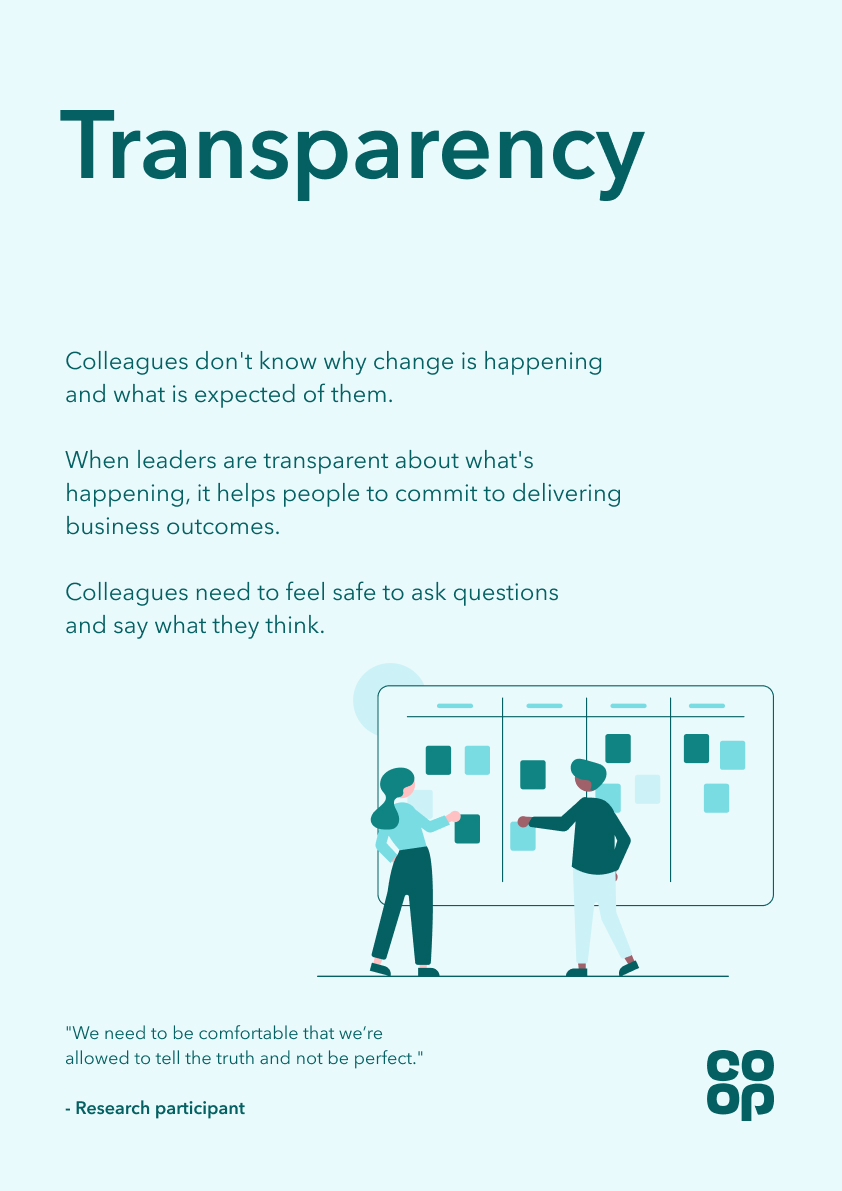 Transparency
Colleagues don't know why change is happening
and what is expected of them.
When leaders are transparent about what's
happening, it helps people to commit to delivering
business outcomes.
Colleagues need to feel safe to ask questions
and say what they think.
"We need to be comfortable that we’re
allowed to tell the truth and not be perfect."
- Research participant
co
op